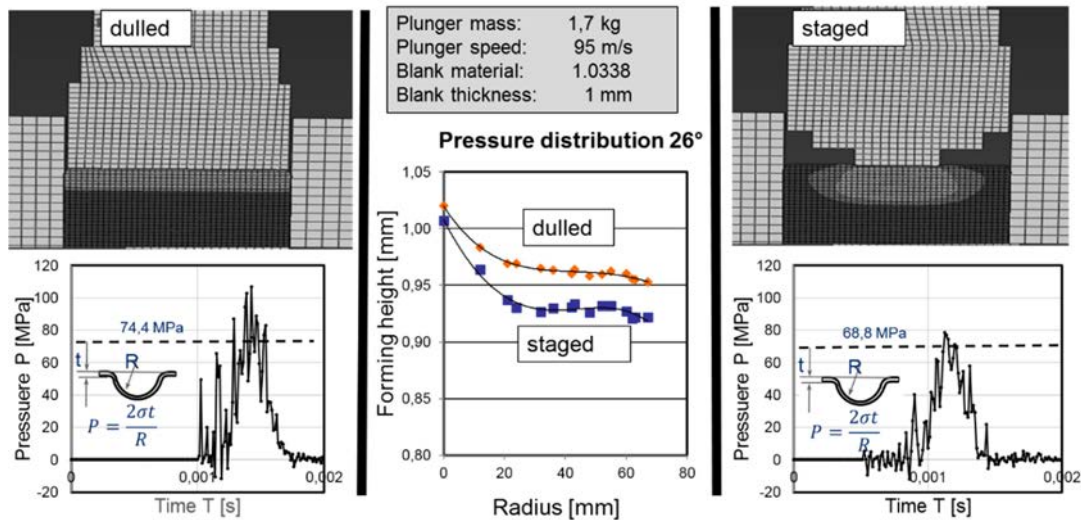 dulled
Plunger mass: 1,7 kg
Plunger speed: 95 m/s
Blank material: 1.0338
Blank thickness: 1 mm
staged
Pressure distribution 26°
Forming height [mm]
1,05
1,00
0,95
0,90
0,85
0,80
dulled
staged
0
20
40
60
80
Radius [mm]
Pressuere P [MPa]
120
100
80
60
40
20
0
-20
74,4 MPa
t
R
P = 2σt/R
0
0,001
0,002
Time T [s]
Pressuere P [MPa]
120
100
80
60
40
20
0
-20
68,8 MPa
t
R
P = 2σt/R
0
0,001
0,002
Time T [s]